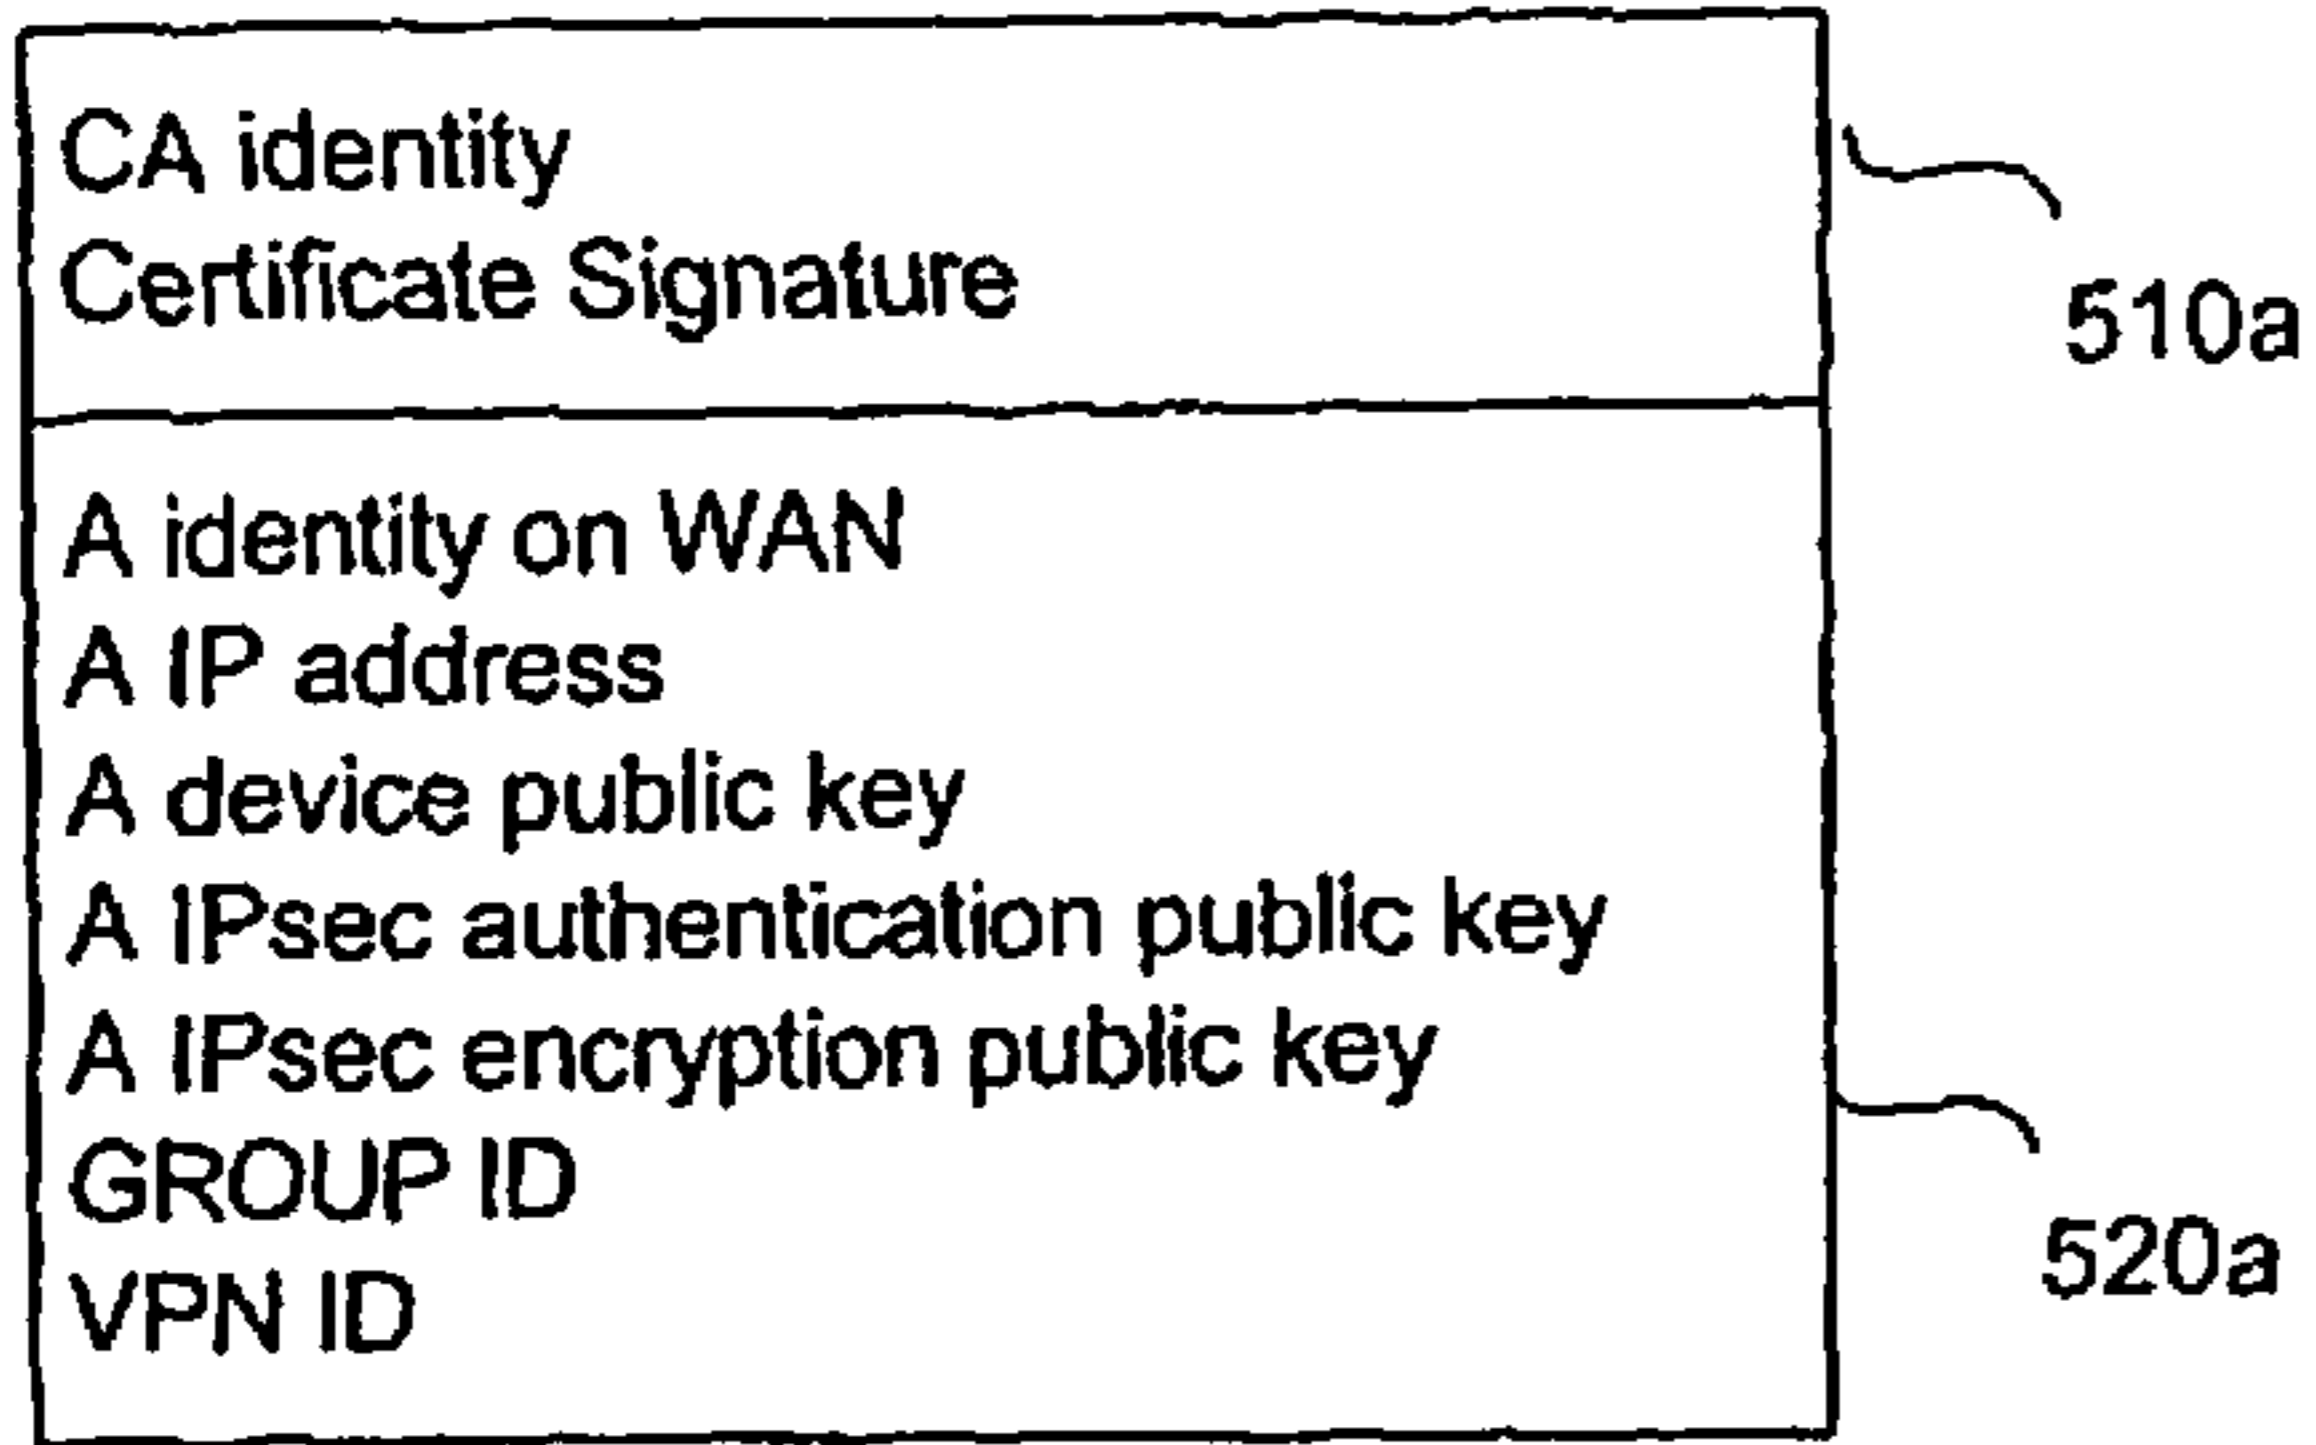 CA identity
Certificate Signature
510a
A identity on WAN
A IP address
A device public key
A IPsec authentication public key
A IPsec encryption public key
GROUP ID
VPN ID
520a